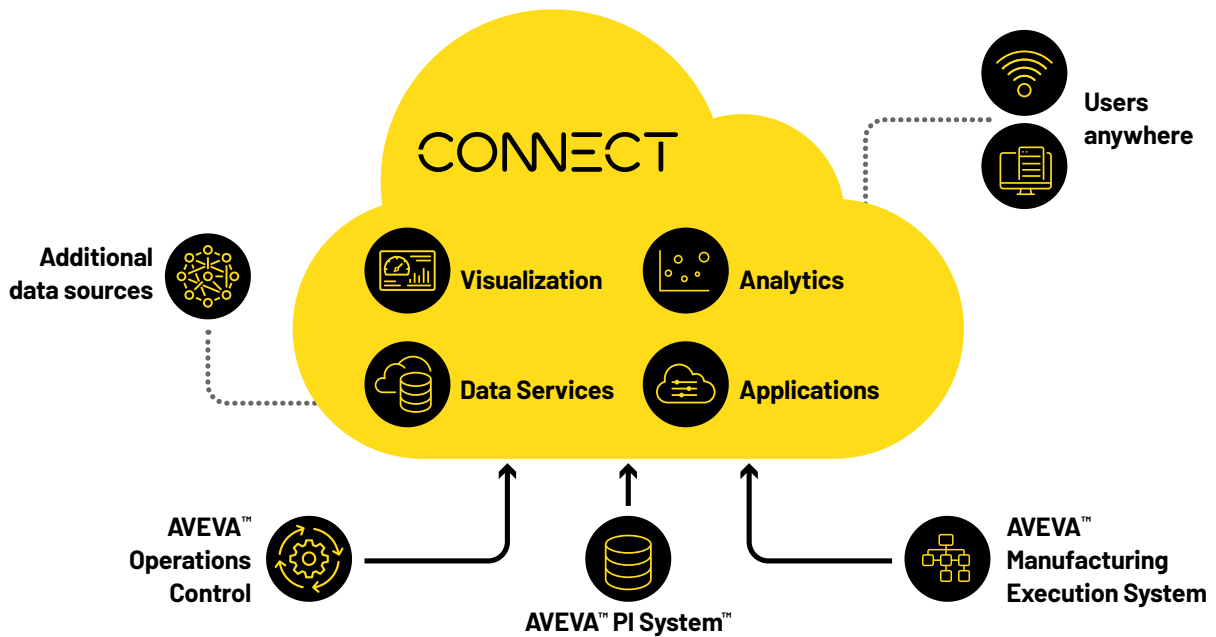 CONNECT
Users
anywhere
Additional
data sources
Visualization
Analytics
Data Services
Applications
AVEVA™
Operations
Control
AVEVA™ PI System™
AVEVA™
Manufacturing
Execution System